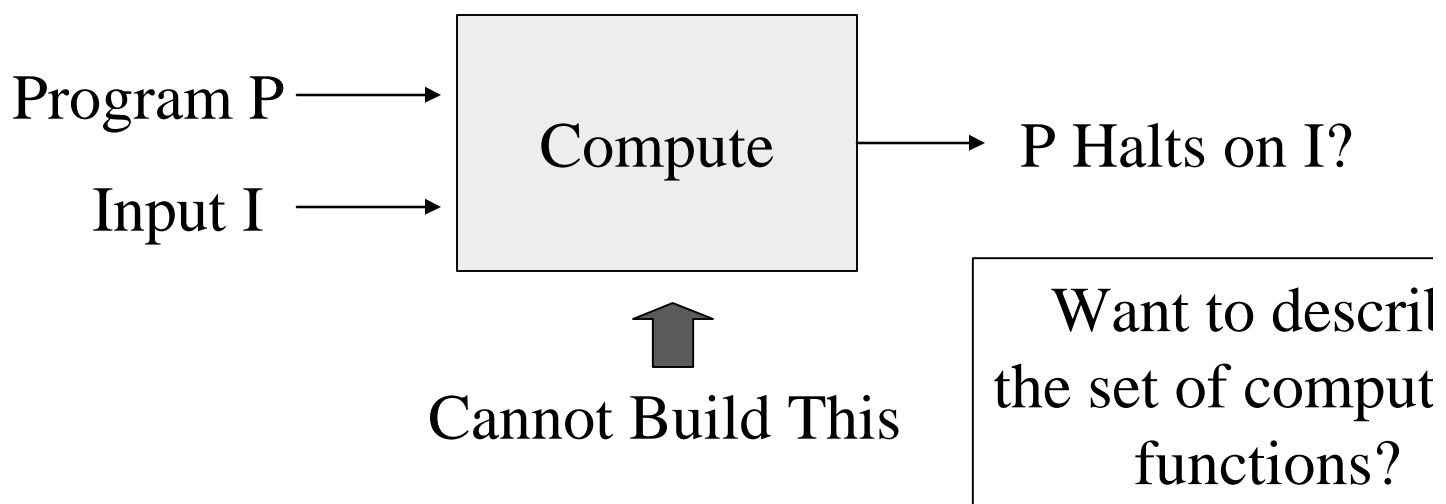 Program P
Input I
Compute
P Halts on I?
Cannot Build This
Want to
the set of
functions?